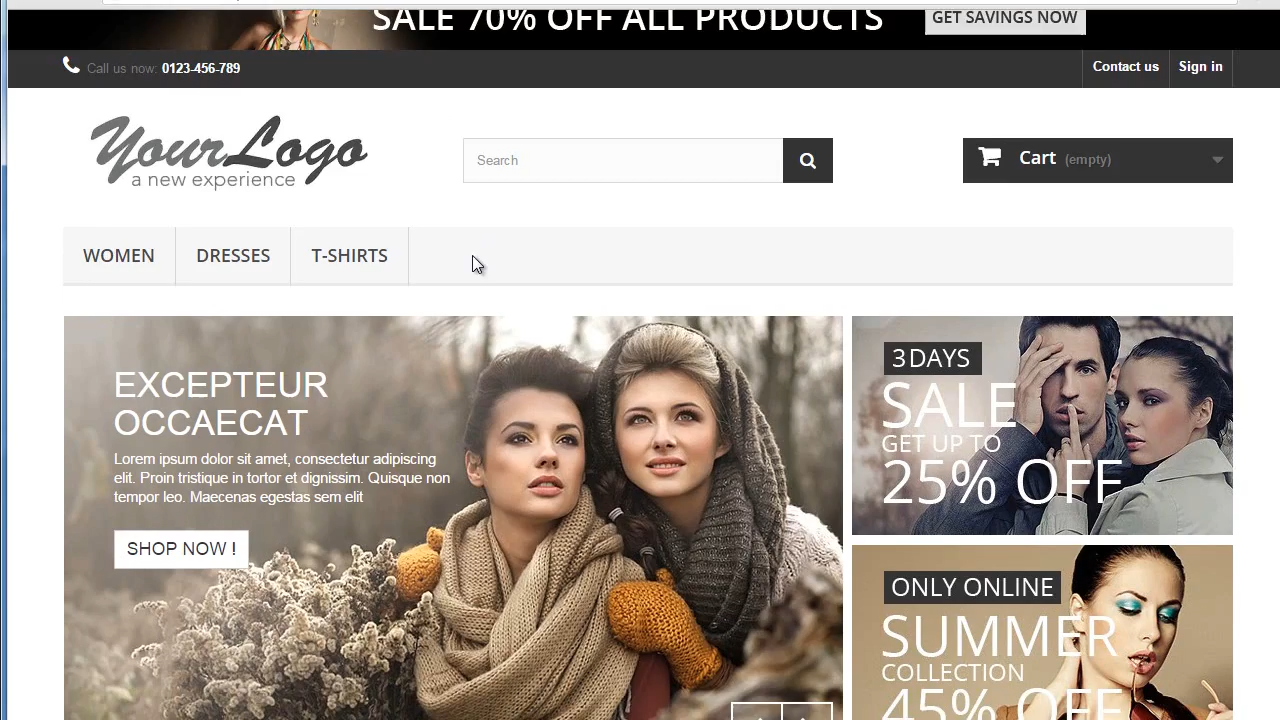 SALE 70% OFF ALL PRODUCTS
GET SAVINGS NOW
Call us now: 0123-456-789
Contact us
Sign in
YourLogo
a new experience
Search
Cart (empty)
WOMEN
DRESSES
T-SHIRTS
EXCEPTEUR
OCCAECAT
Lorem ipsum dolor sit amet, consectetur adipiscing
elit. Proin tristique in tortor et dignissim. Quisque non
tempor leo. Maecenas egestas sem elit
SHOP NOW !
3 DAYS
SALE
GET UP TO
25% OFF
ONLY ONLINE
SUMMER
COLLECTION
45% OFF